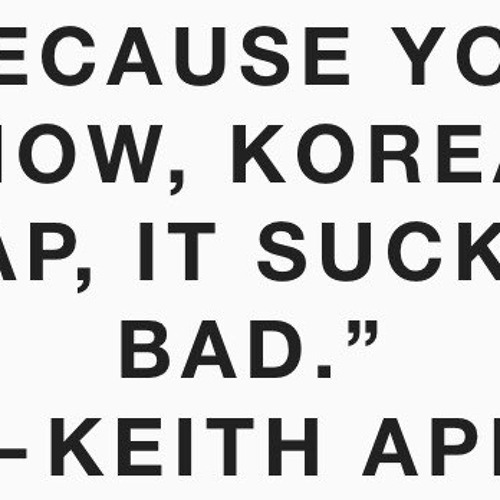 ECAUSE YO
NOW, KOREA
AP, IT SUCK
BAD.”
– KEITH AP